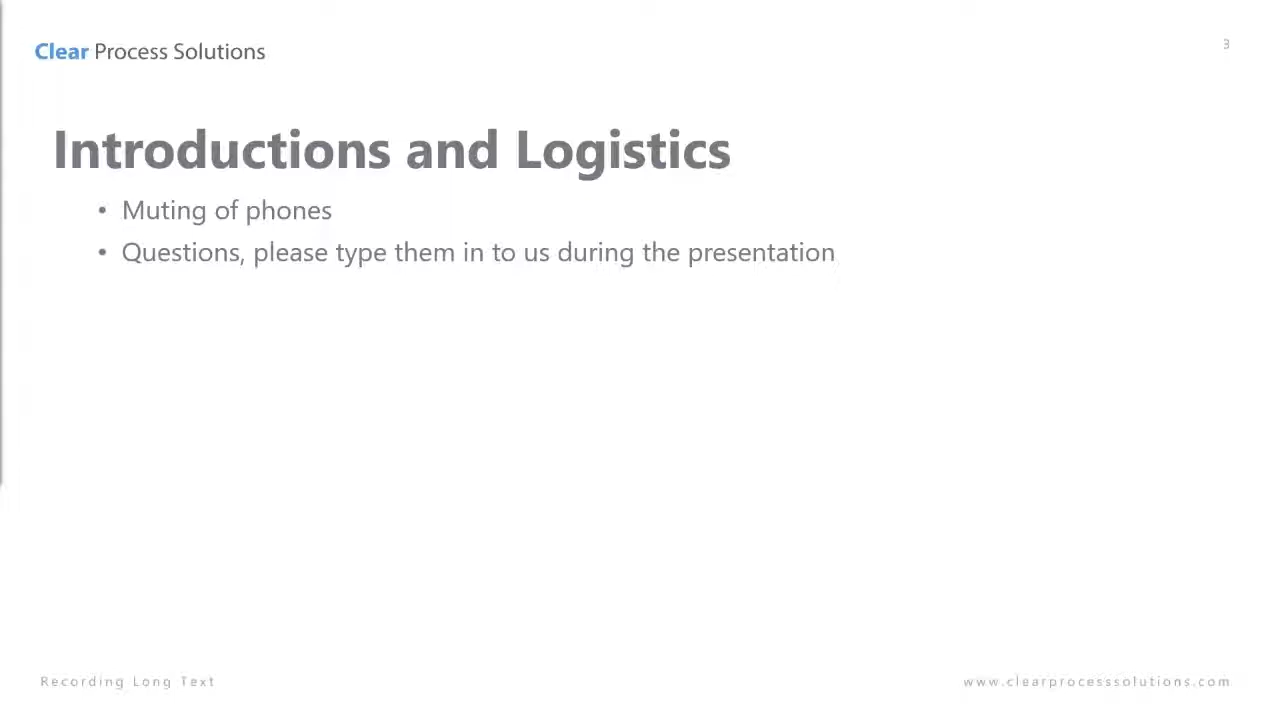 Clear Process Solutions
3
Introductions and Logistics
• Muting of phones
• Questions, please type them in to us during the presentation
Recording Long Text
www.clearprocesssolutions.com